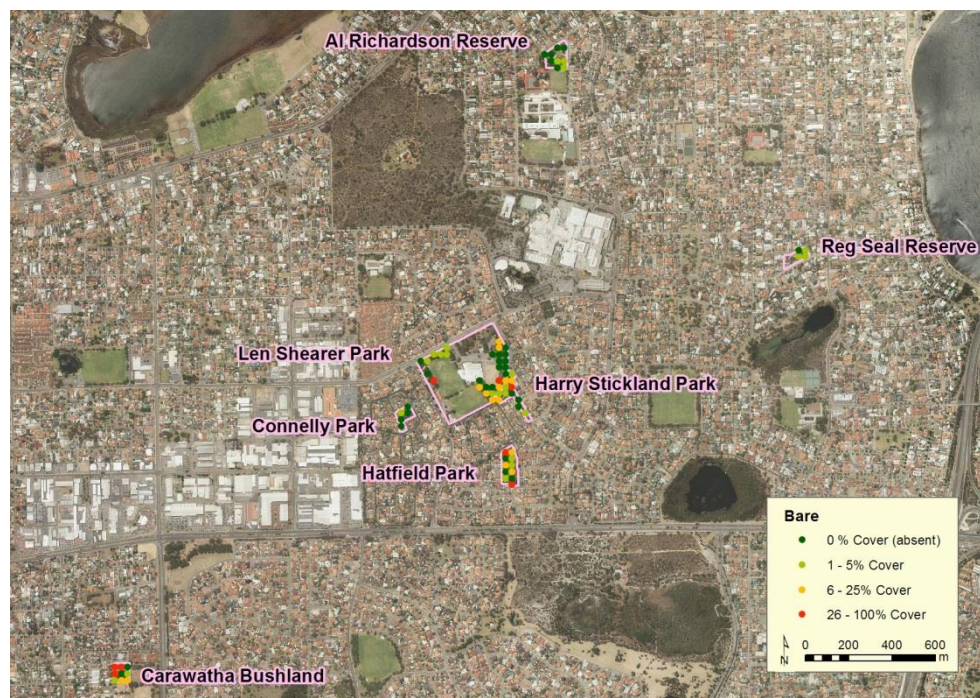 Al Richardson Reserve
Reg Seal Reserve
Len Shearer Park
Harry Stickland Park
Connelly Park
Hatfield Park
Carawatha Bushland
Bare
0 % Cover (absent)
1 - 5% Cover
6 - 25% Cover
26 - 100% Cover
N
0 200 400 600
m